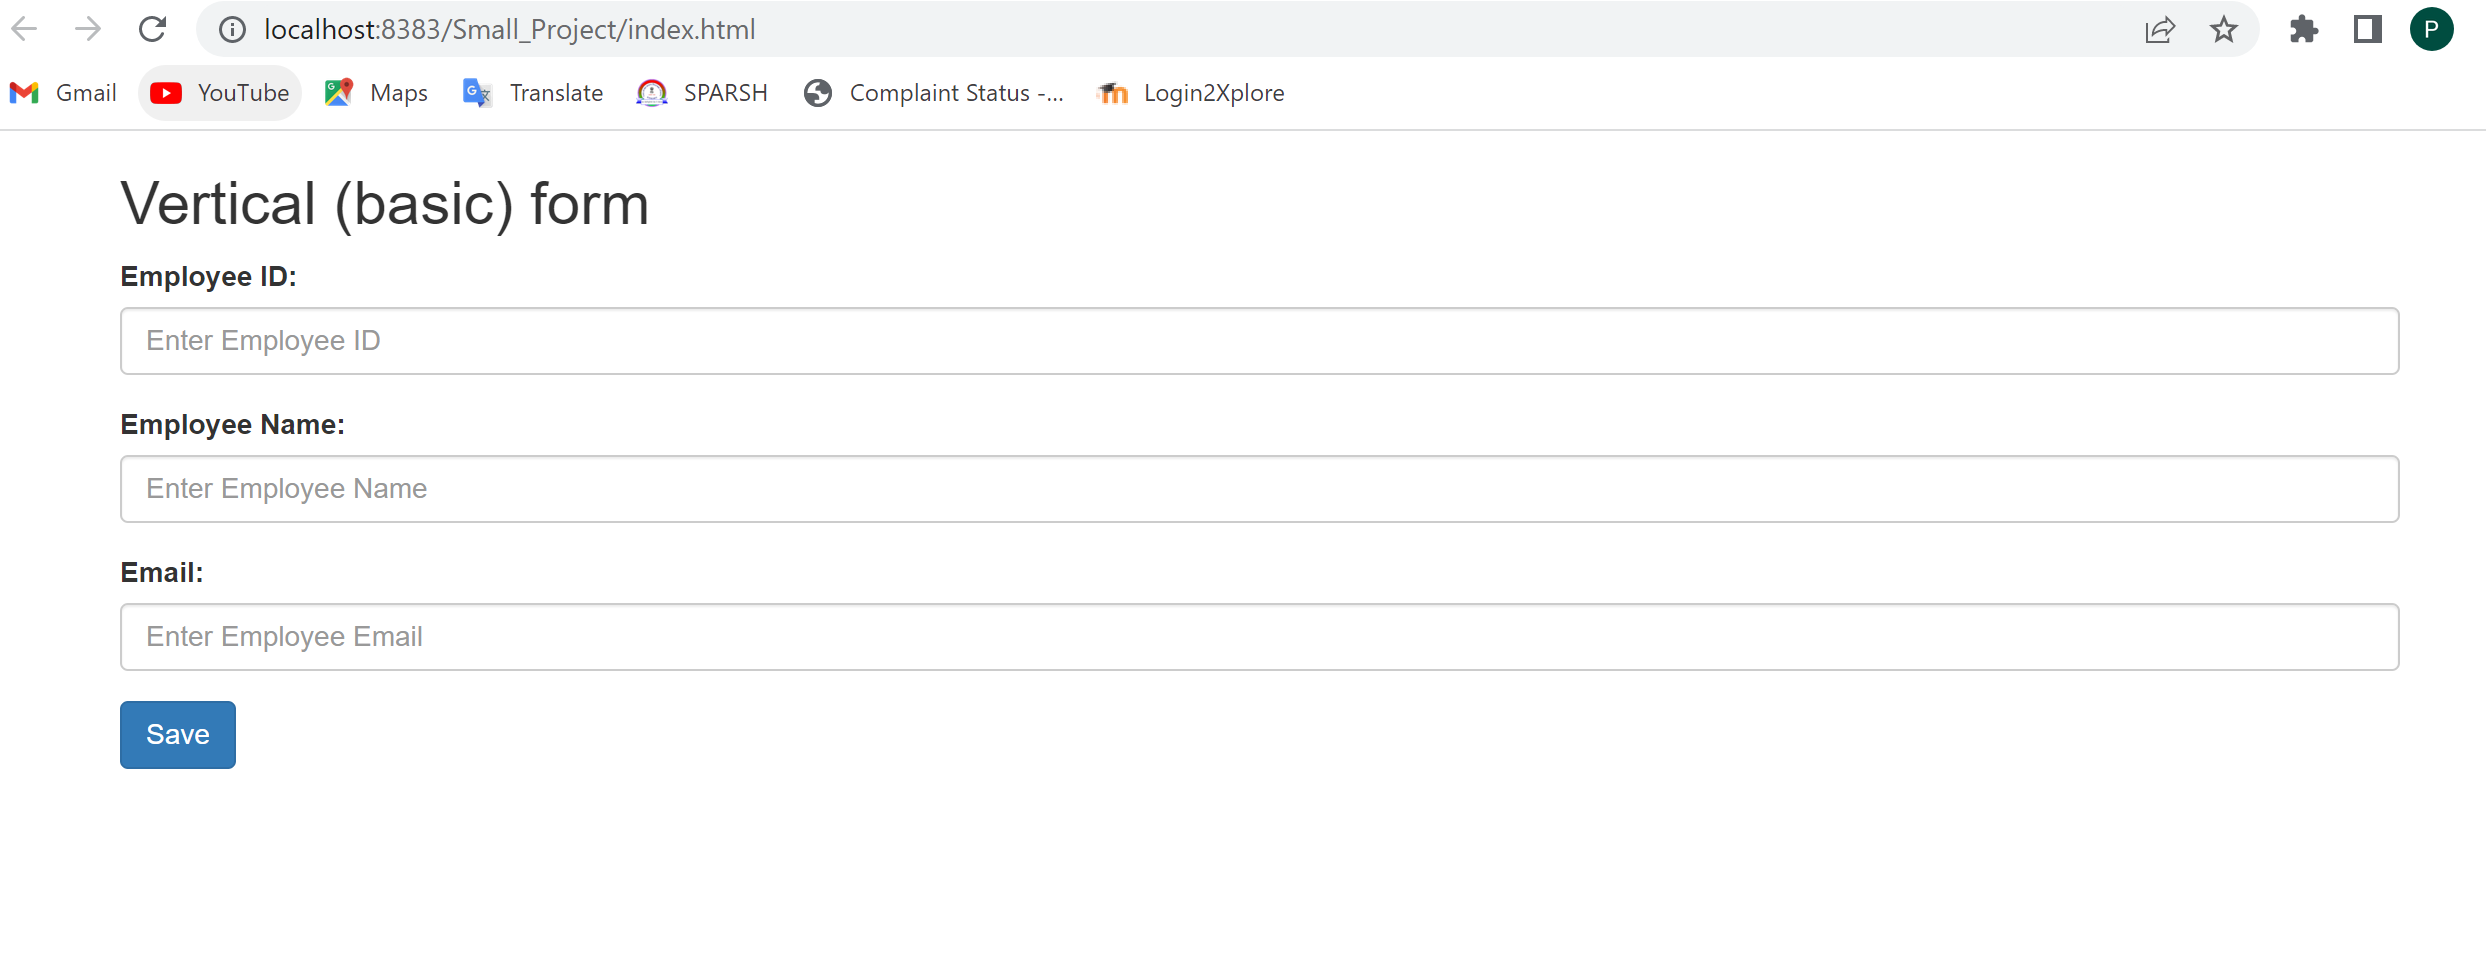 localhost:8383/Small_Project/index.html
P
Gmail YouTube Maps Translate SPARSH Complaint Status -... Login2Xplore
Vertical (basic) form
Employee ID:
Enter Employee ID
Employee Name:
Enter Employee Name
Email:
Enter Employee Email
Save